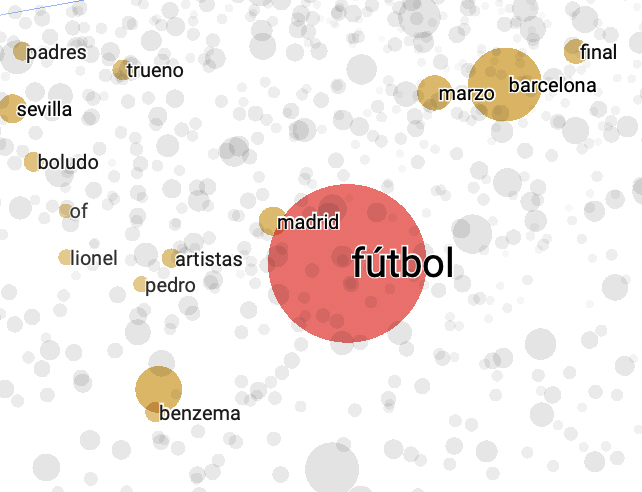 padres
final
trueno
barcelona
marzo
sevilla
boludo
of
madrid
lionel
artistas
fútbol
pedro
benzema